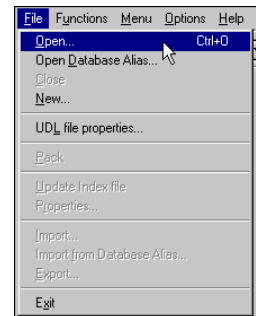 File Functions Menu Options Help
Open... Ctrl+O
Open Database Alias...
Close
New...
UDL file properties...
Pack
Update Index file
Properties...
Import...
Import from Database Alias...
Export...
Exit